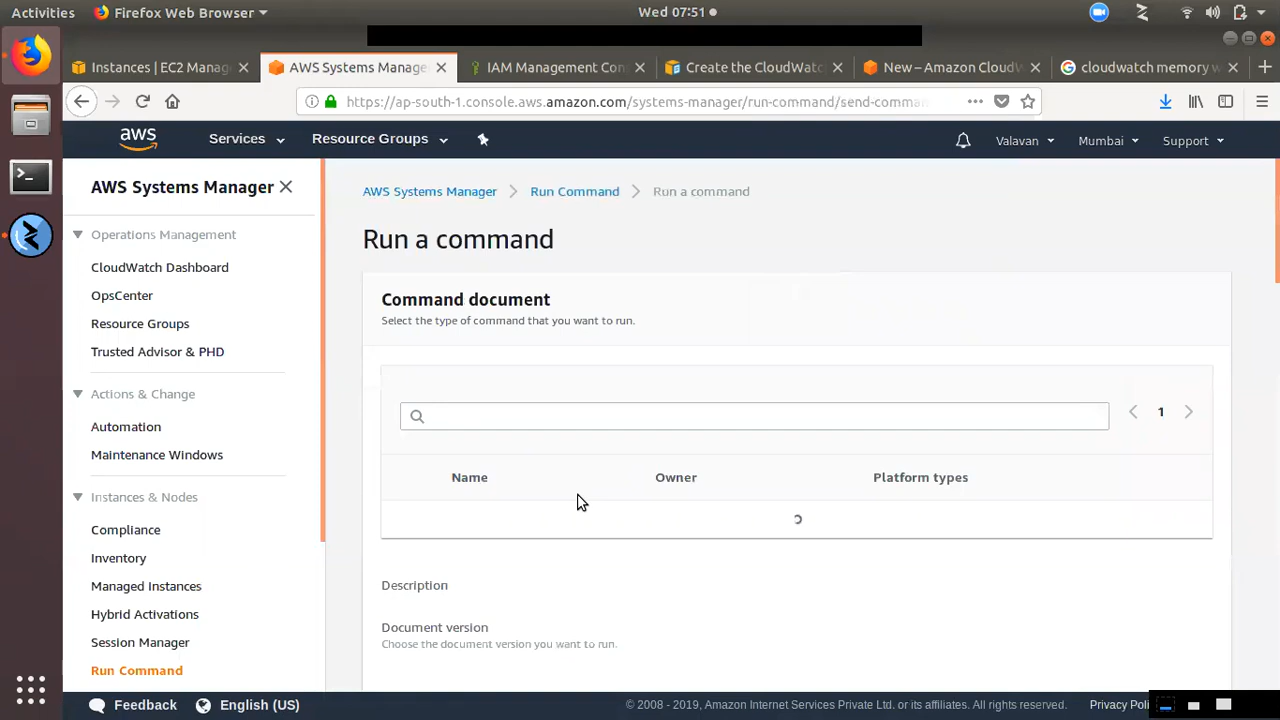 Activities Firefox Web Browser Wed 07:51
Instances | EC2 Manag AWS Systems Manage IAM Management Con Create the CloudWatc New – Amazon CloudW cloudwatch memory w
https://ap-south-1.console.aws.amazon.com/systems-manager/run-command/send-comma
aws Services Resource Groups Valavan Mumbai Support
AWS Systems Manager
Operations Management
CloudWatch Dashboard
OpsCenter
Resource Groups
Trusted Advisor & PHD
Actions & Change
Automation
Maintenance Windows
Instances & Nodes
Compliance
Inventory
Managed Instances
Hybrid Activations
Session Manager
Run Command
AWS Systems Manager Run Command Run a command
Run a command
Command document
Select the type of command that you want to run.
1
Name Owner Platform types
Description
Document version
Choose the document version you want to run.
Feedback English (US) © 2008 - 2019, Amazon Internet Services Private Ltd. or its affiliates. All rights reserved. Privacy Poli